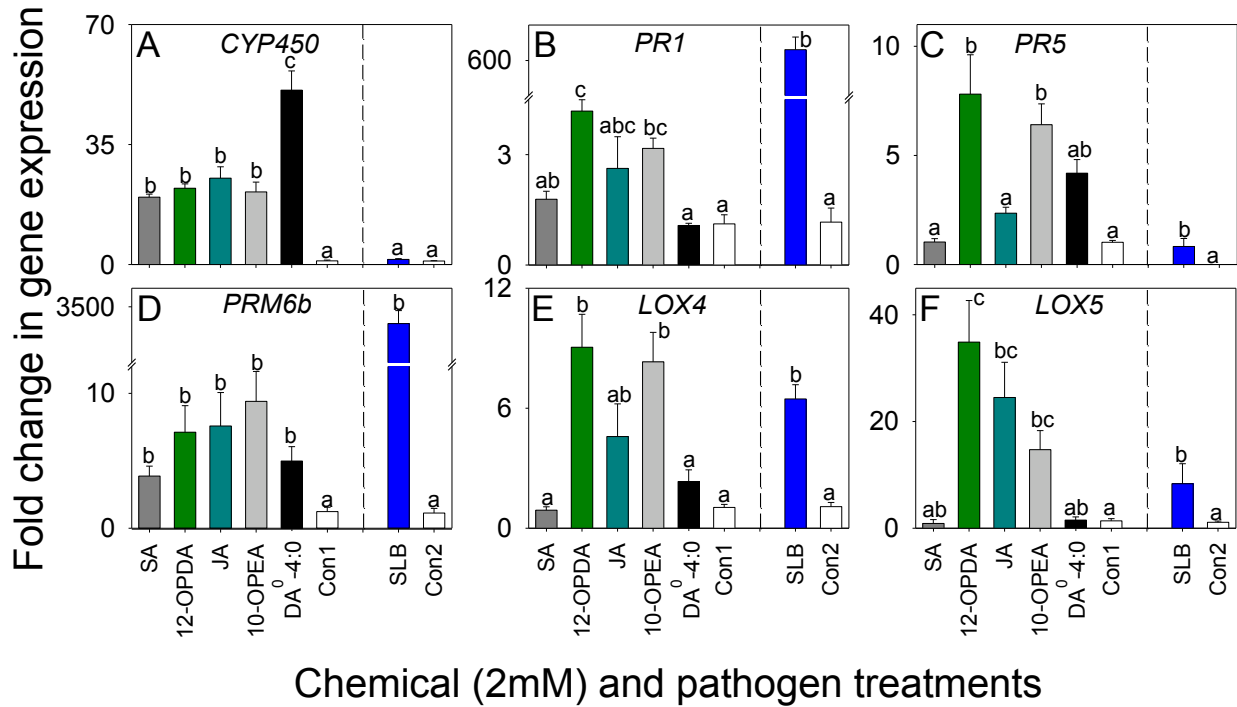 Fold change in gene expression
A CYP450
70
35
0
b b b b c a a a
B PR1
600
3
0
ab c abc bc a a b a
C PR5
10
5
0
a b a b ab a b a
D PRM6b
3500
10
0
b b b b b a b a
E LOX4
12
6
0
a b ab b a a b a
F LOX5
40
20
0
ab c bc bc ab a b a
SA 12-OPDA JA 10-OPEA DA⁰-4:0 Con1 SLB Con2
SA 12-OPDA JA 10-OPEA DA⁰-4:0 Con1 SLB Con2
SA 12-OPDA JA 10-OPEA DA⁰-4:0 Con1 SLB Con2
Chemical (2mM) and pathogen treatments